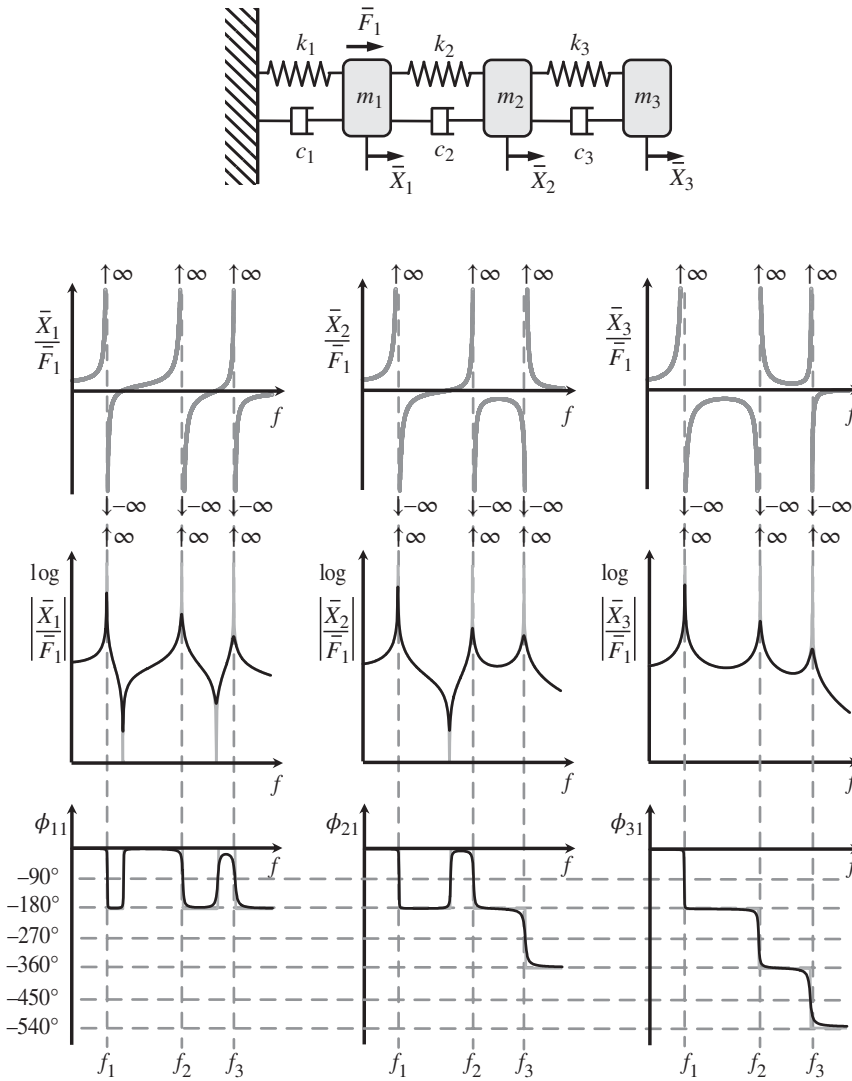 F̄₁
k₁ k₂ k₃
m₁ m₂ m₃
c₁ c₂ c₃
X̄₁ X̄₂ X̄₃
↑∞ ↑∞ ↑∞ ↑∞ ↑∞ ↑∞ ↑∞ ↑∞ ↑∞
X̄₁/F̄₁ X̄₂/F̄₁ X̄₃/F̄₁
f f f
↓−∞ ↓−∞ ↓−∞ ↓−∞ ↓−∞ ↓−∞ ↓−∞ ↓−∞ ↓−∞
↑∞ ↑∞ ↑∞ ↑∞ ↑∞ ↑∞ ↑∞ ↑∞ ↑∞
log log log
|X̄₁/F̄₁| |X̄₂/F̄₁| |X̄₃/F̄₁|
f f f
ϕ₁₁ ϕ₂₁ ϕ₃₁
f f f
−90°
−180°
−270°
−360°
−450°
−540°
f₁ f₂ f₃ f₁ f₂ f₃ f₁ f₂ f₃